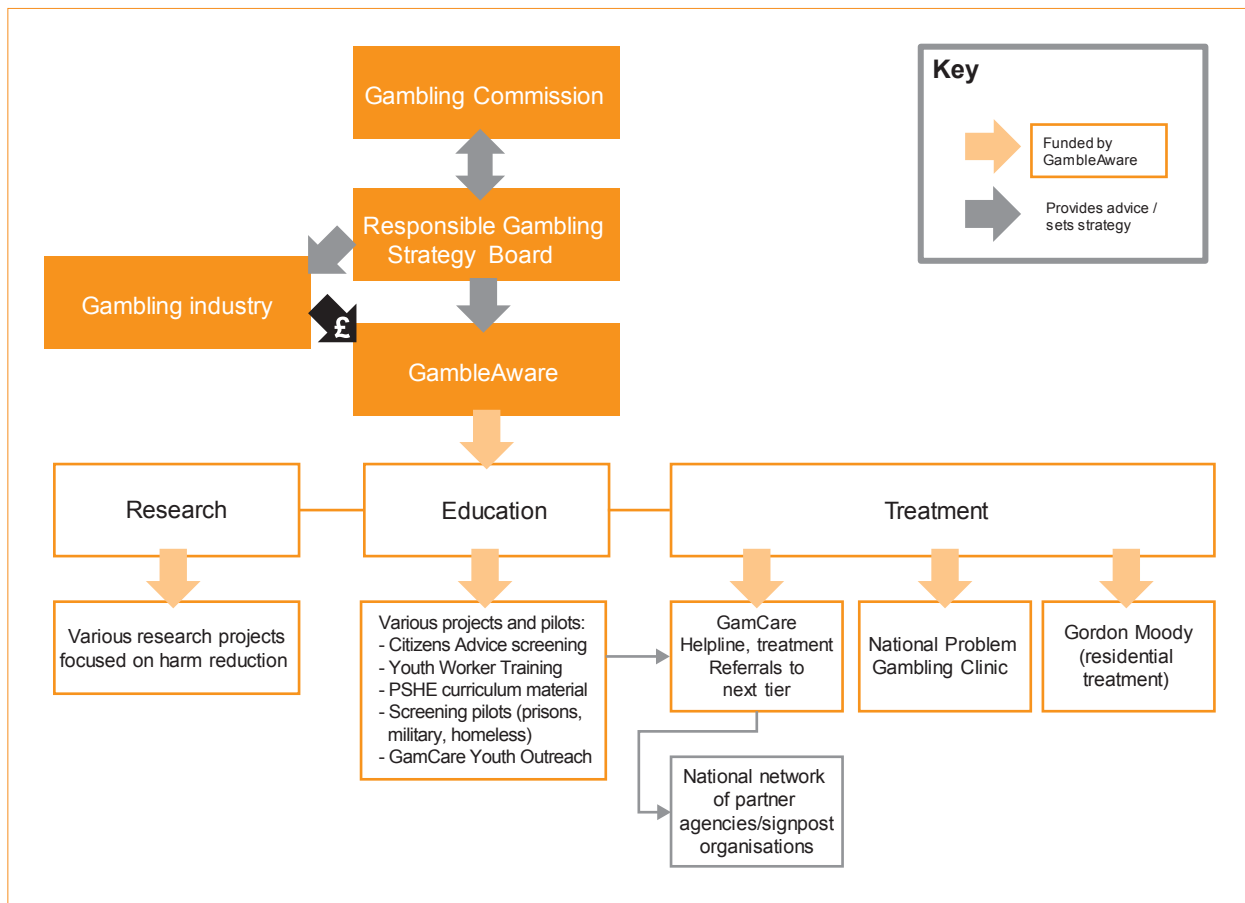 Gambling Commission
Key
Funded by
GambleAware
Provides advice /
sets strategy
Responsible Gambling
Strategy Board
Gambling industry
£
GambleAware
Research
Education
Treatment
Various research projects
focused on harm reduction
Various projects and pilots:
- Citizens Advice screening
- Youth Worker Training
- PSHE curriculum material
- Screening pilots (prisons,
military, homeless)
- GamCare Youth Outreach
GamCare
Helpline, treatment
Referrals to
next tier
National Problem
Gambling Clinic
Gordon Moody
(residential
treatment)
National network
of partner
agencies/signpost
organisations